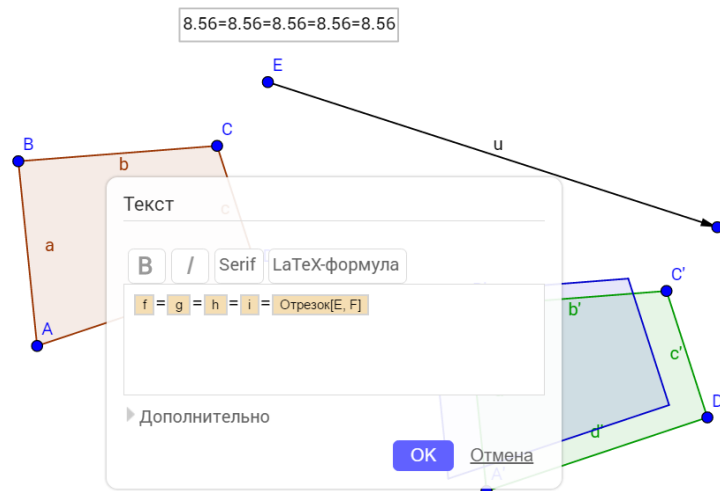 8.56=8.56=8.56=8.56=8.56
E
B
C
b
u
c
Текст
a
B I Serif LaTeX-формула
f = g = h = i = Отрезок[E, F]
C'
b'
A
c'
D
Дополнительно
d'
OK Отмена
A'